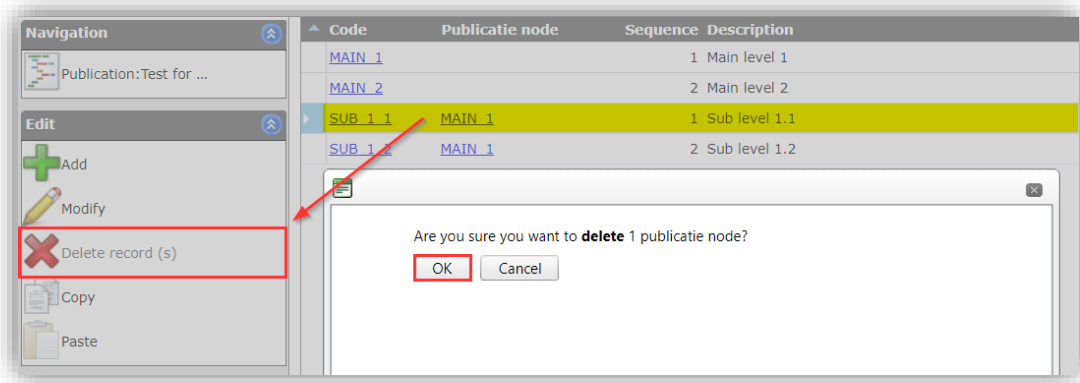 Navigation
Publication:Test for ...
Edit
Add
Modify
Delete record (s)
Copy
Paste
Code Publicatie node Sequence Description
MAIN_1 1 Main level 1
MAIN_2 2 Main level 2
SUB_1_1 MAIN_1 1 Sub level 1.1
SUB_1_2 MAIN_1 2 Sub level 1.2
Are you sure you want to delete 1 publicatie node?
OK Cancel